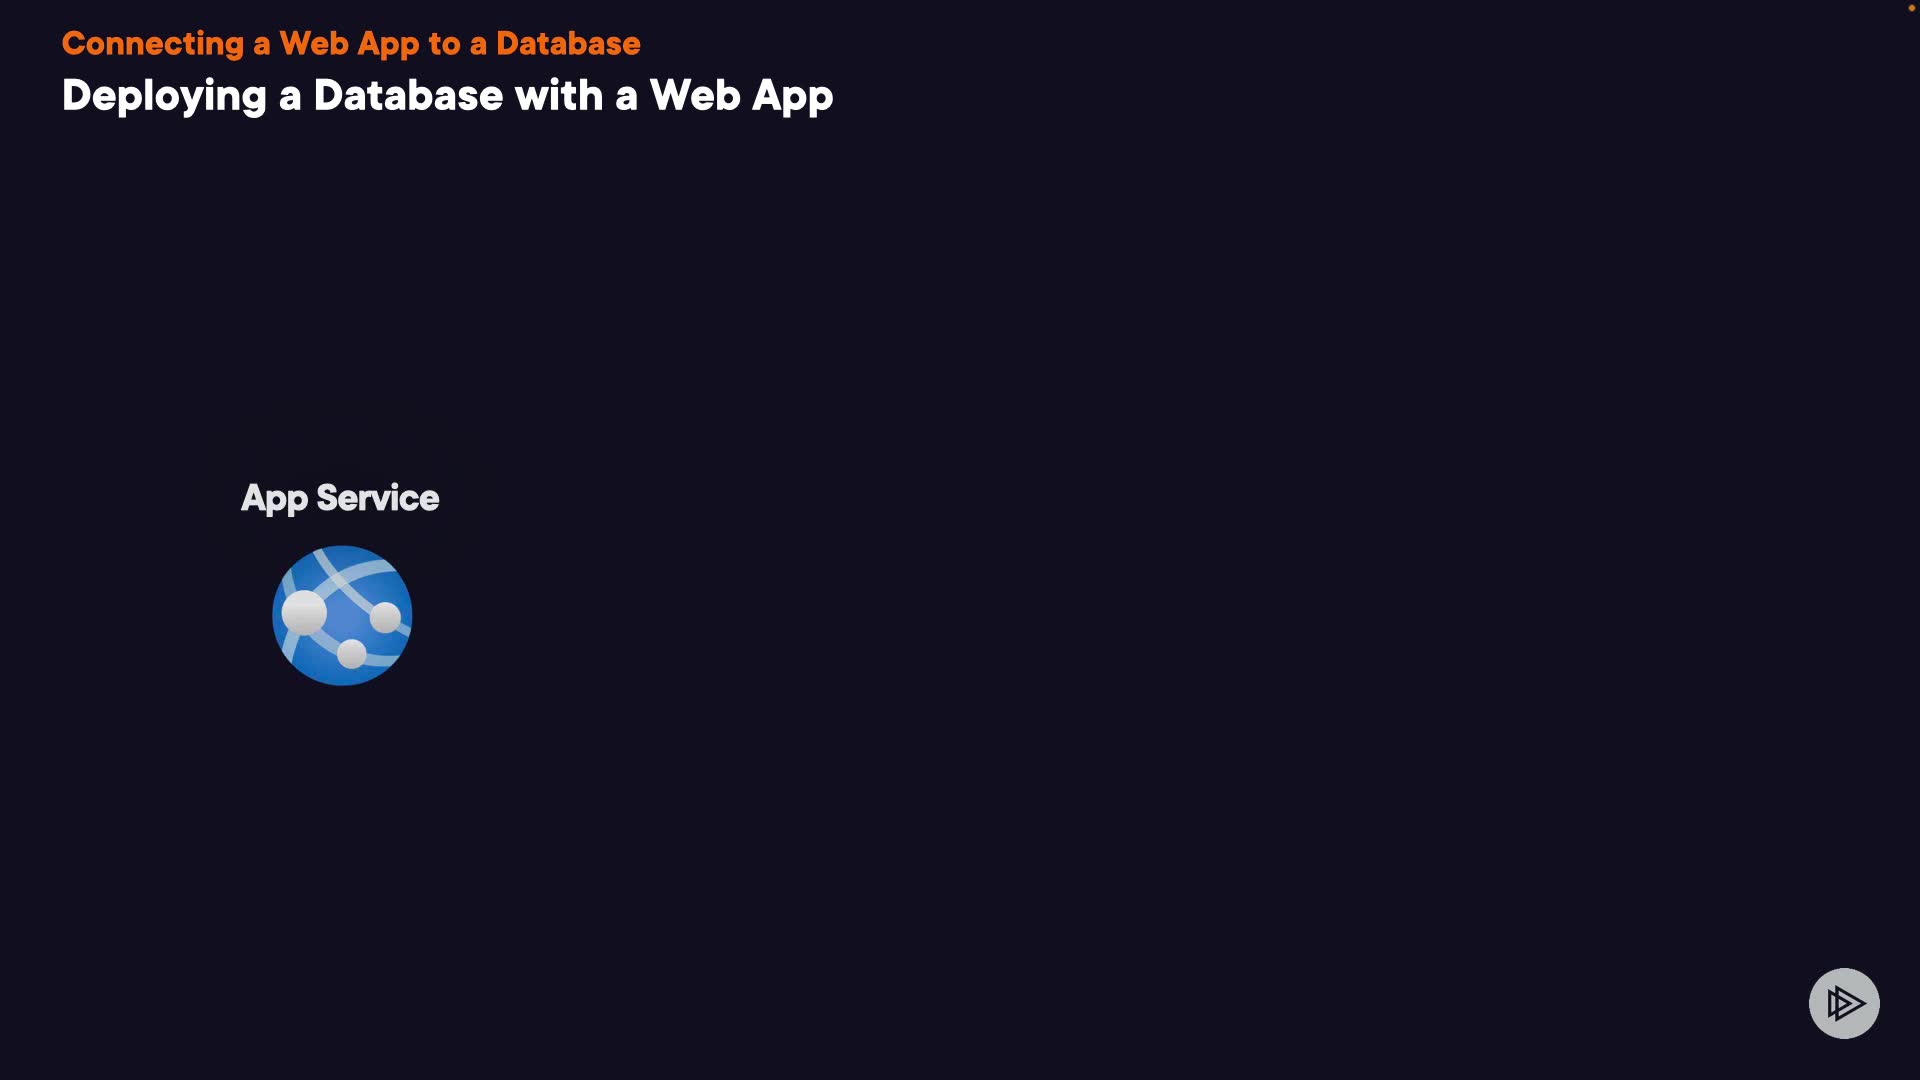 Connecting a Web App to a Database
Deploying a Database with a Web App
App Service